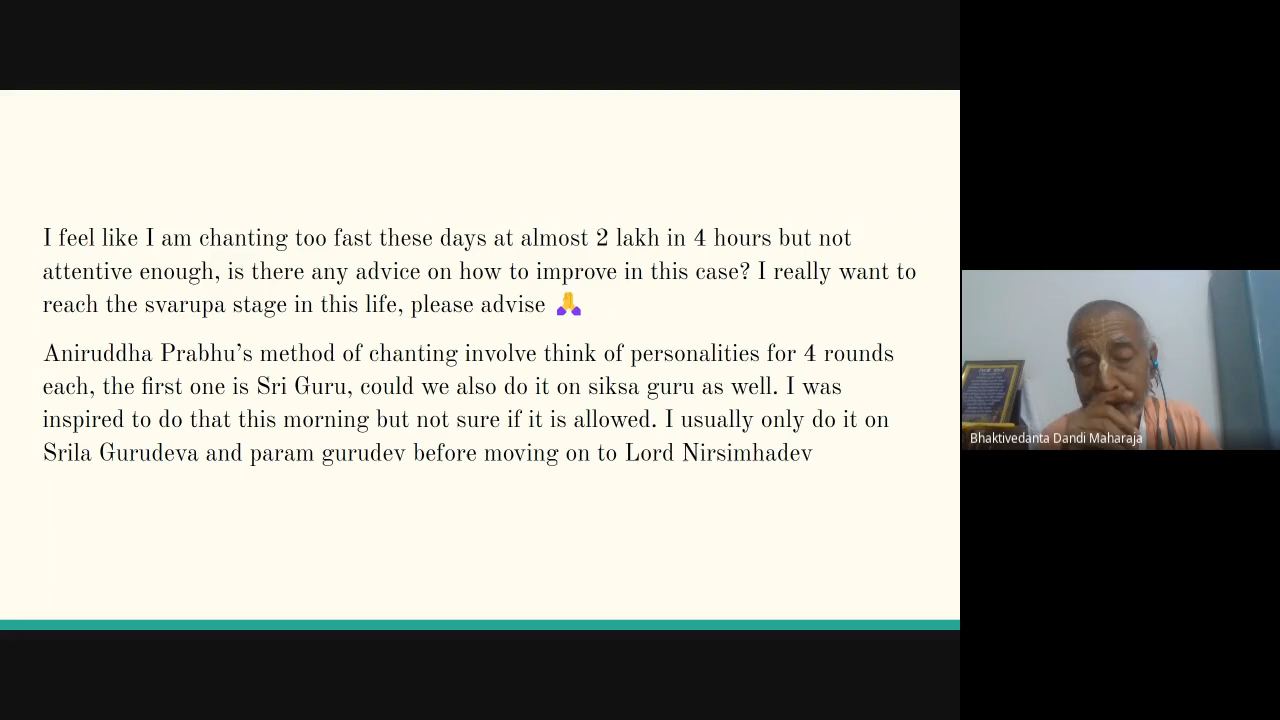 I feel like I am chanting too fast these days at almost 2 lakh in 4 hours but not
attentive enough, is there any advice on how to improve in this case? I really want to
reach the svarupa stage in this life, please advise 🙏
Aniruddha Prabhu’s method of chanting involve think of personalities for 4 rounds
each, the first one is Sri Guru, could we also do it on siksa guru as well. I was
inspired to do that this morning but not sure if it is allowed. I usually only do it on
Srila Gurudeva and param gurudev before moving on to Lord Nirsimhadev
Bhaktivedanta Dandi Maharaja